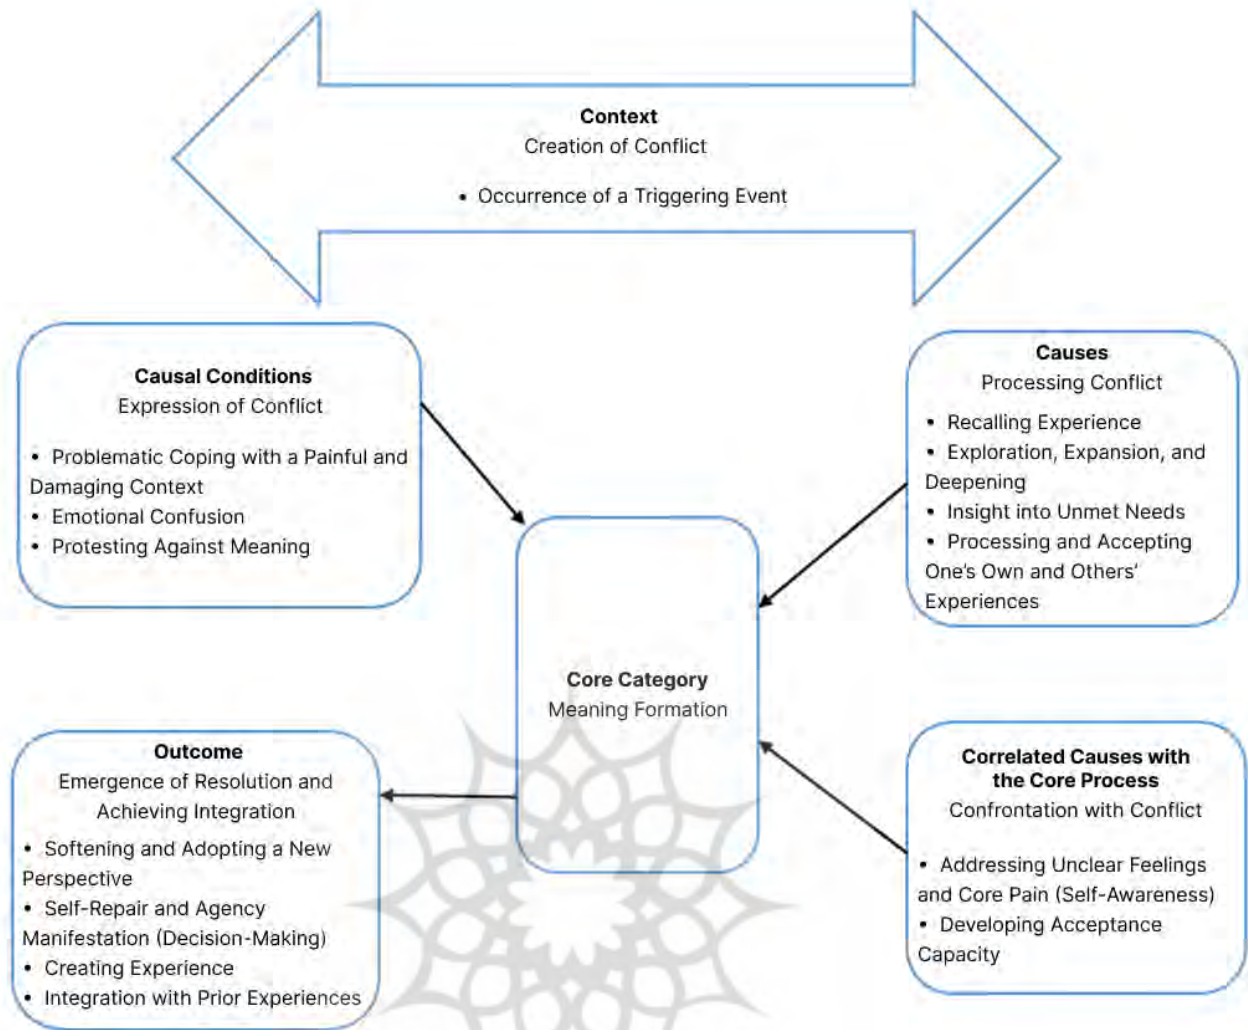 Context
Creation of Conflict
• Occurrence of a Triggering Event
Causal Conditions
Expression of Conflict
• Problematic Coping with a Painful and
Damaging Context
• Emotional Confusion
• Protesting Against Meaning
Causes
Processing Conflict
• Recalling Experience
• Exploration, Expansion, and
Deepening
• Insight into Unmet Needs
• Processing and Accepting
One's Own and Others'
Experiences
Core Category
Meaning Formation
Outcome
Emergence of Resolution and
Achieving Integration
• Softening and Adopting a New
Perspective
• Self-Repair and Agency
Manifestation (Decision-Making)
• Creating Experience
• Integration with Prior Experiences
Correlated Causes with
the Core Process
Confrontation with Conflict
• Addressing Unclear Feelings
and Core Pain (Self-Awareness)
• Developing Acceptance
Capacity